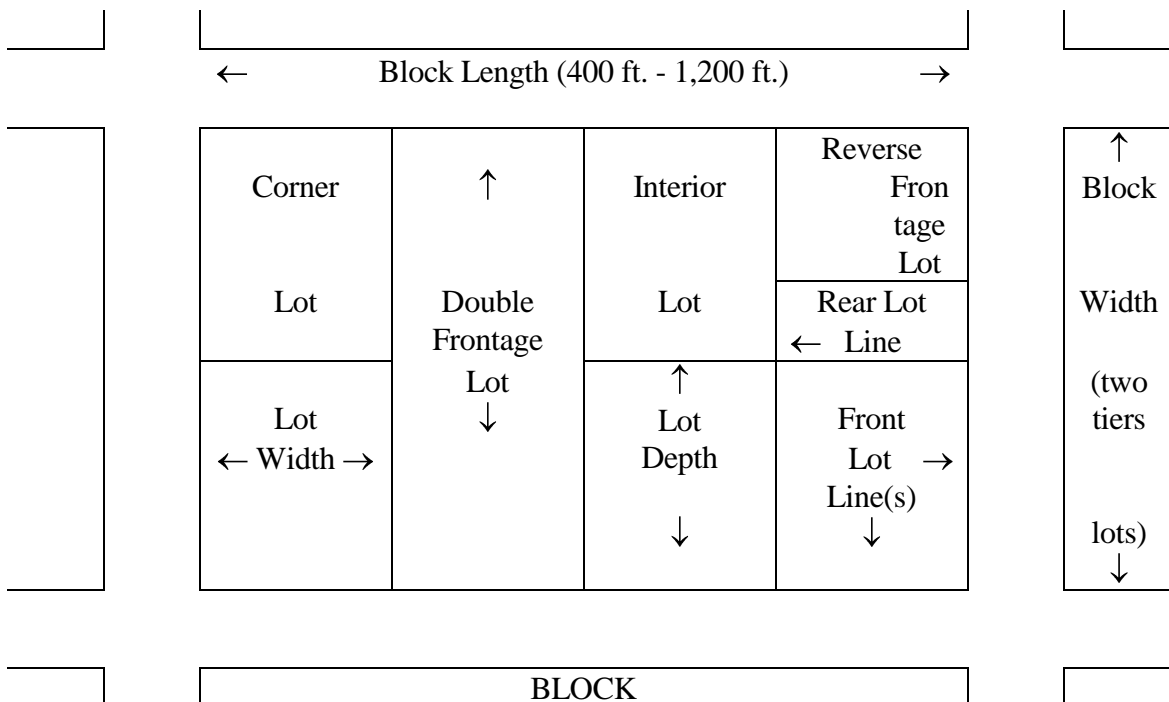 ← Block Length (400 ft. - 1,200 ft.) →
Corner
Lot
Lot
← Width →
↑
Double
Frontage
Lot
↓
Interior
Lot
↑
Lot
Depth
↓
Reverse
Fron
tage
Lot
Rear Lot
← Line
Front
Lot →
Line(s)
↓
↑
Block
Width
(two
tiers
lots)
↓
BLOCK